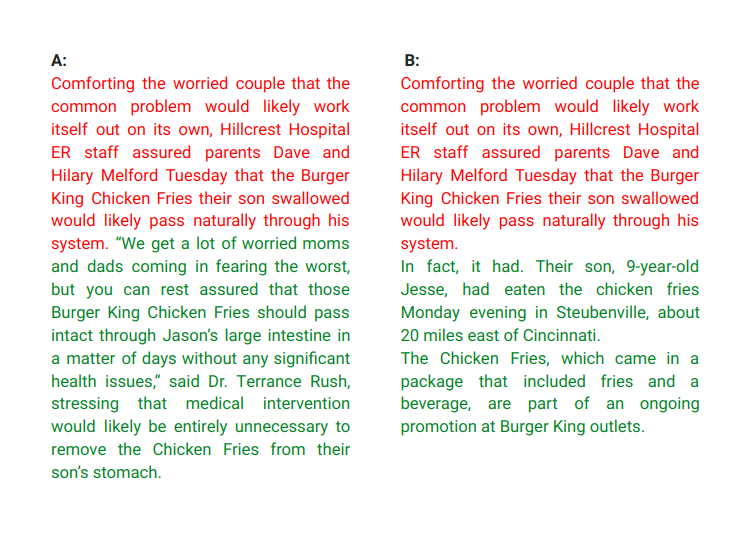 A:
Comforting the worried couple that the
common problem would likely work
itself out on its own, Hillcrest Hospital
ER staff assured parents Dave and
Hilary Melford Tuesday that the Burger
King Chicken Fries their son swallowed
would likely pass naturally through his
system. “We get a lot of worried moms
and dads coming in fearing the worst,
but you can rest assured that those
Burger King Chicken Fries should pass
intact through Jason’s large intestine in
a matter of days without any significant
health issues,” said Dr. Terrance Rush,
stressing that medical intervention
would likely be entirely unnecessary to
remove the Chicken Fries from their
son’s stomach.
B:
Comforting the worried couple that the
common problem would likely work
itself out on its own, Hillcrest Hospital
ER staff assured parents Dave and
Hilary Melford Tuesday that the Burger
King Chicken Fries their son swallowed
would likely pass naturally through his
system.
In fact, it had. Their son, 9-year-old
Jesse, had eaten the chicken fries
Monday evening in Steubenville, about
20 miles east of Cincinnati.
The Chicken Fries, which came in a
package that included fries and a
beverage, are part of an ongoing
promotion at Burger King outlets.